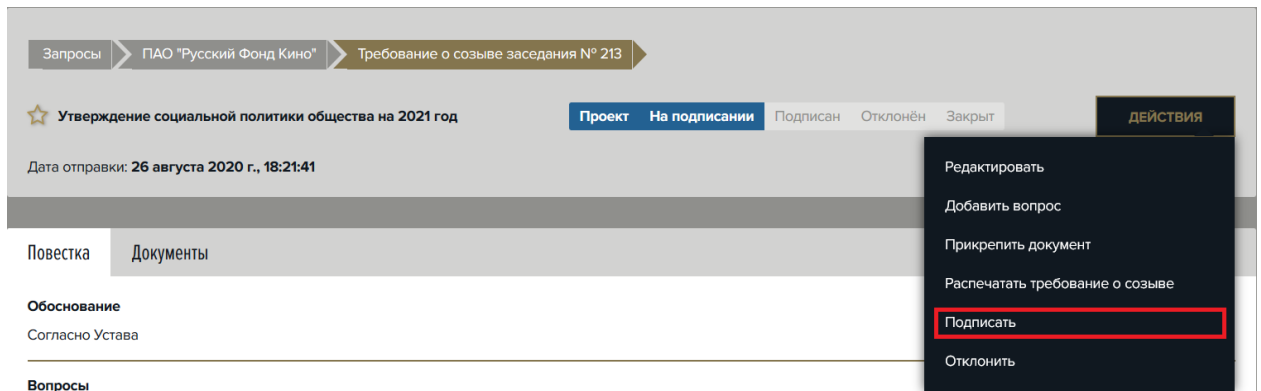 Запросы ПАО "Русский Фонд Кино" Требование о созыве заседания № 213
Утверждение социальной политики общества на 2021 год Проект На подписании Подписан Отклонён Закрыт ДЕЙСТВИЯ
Дата отправки: 26 августа 2020 г., 18:21:41
Редактировать
Добавить вопрос
Прикрепить документ
Распечатать требование о созыве
Подписать
Отклонить
Повестка Документы
Обоснование
Согласно Устава
Вопросы